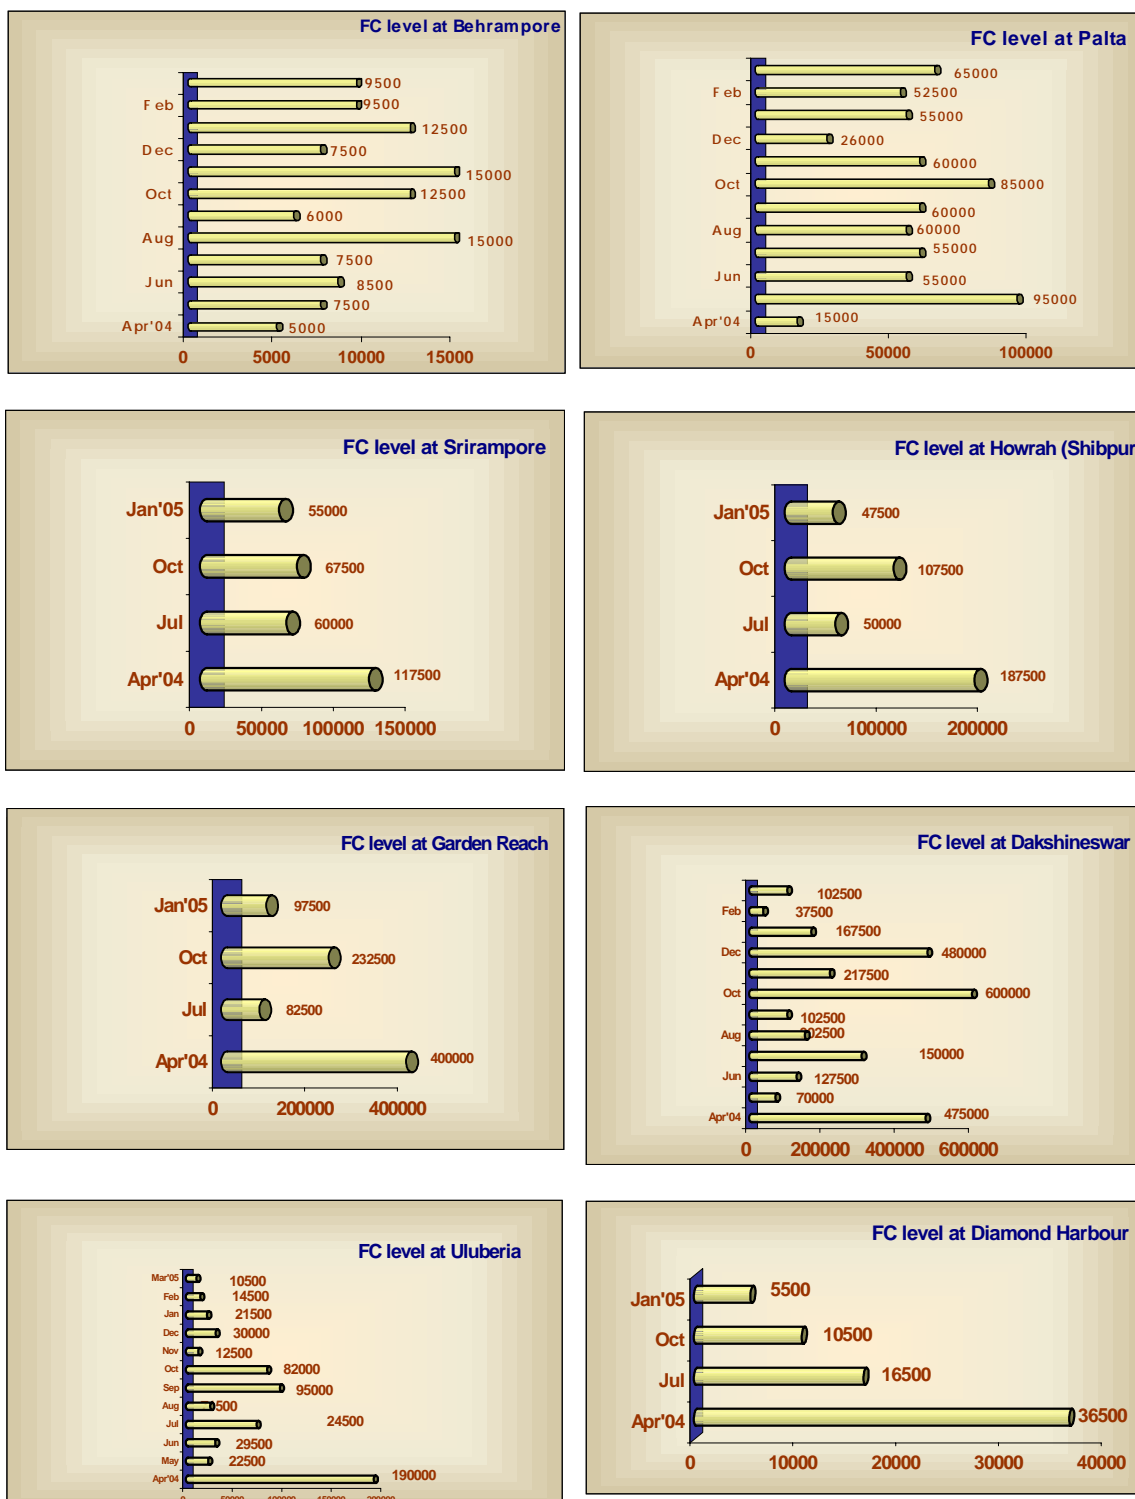 FC level at Behrampore
9500
Feb 9500
12500
Dec 7500
15000
Oct 12500
6000
Aug 15000
7500
Jun 8500
7500
Apr'04 5000
0 5000 10000 15000
FC level at Palta
65000
Feb 52500
55000
Dec 26000
60000
Oct 85000
60000
Aug 60000
55000
Jun 55000
95000
Apr'04 15000
0 50000 100000
FC level at Srirampore
Jan'05 55000
Oct 67500
Jul 60000
Apr'04 117500
0 50000 100000 150000
FC level at Howrah (Shibpur
Jan'05 47500
Oct 107500
Jul 50000
Apr'04 187500
0 100000 200000
FC level at Garden Reach
Jan'05 97500
Oct 232500
Jul 82500
Apr'04 400000
0 200000 400000
FC level at Dakshineswar
102500
Feb 37500
167500
Dec 480000
217500
Oct 600000
102500
Aug
150000
Jun 127500
70000
Apr'04 475000
0 200000 400000 600000
FC level at Uluberia
Mar'05 10500
Feb 14500
Jan 21500
Dec 30000
Nov 12500
Oct 82000
Sep 95000
Aug
Jul 24500
Jun 29500
May 22500
Apr'04 190000
FC level at Diamond Harbour
Jan'05 5500
Oct 10500
Jul 16500
Apr'04 36500
0 10000 20000 30000 40000